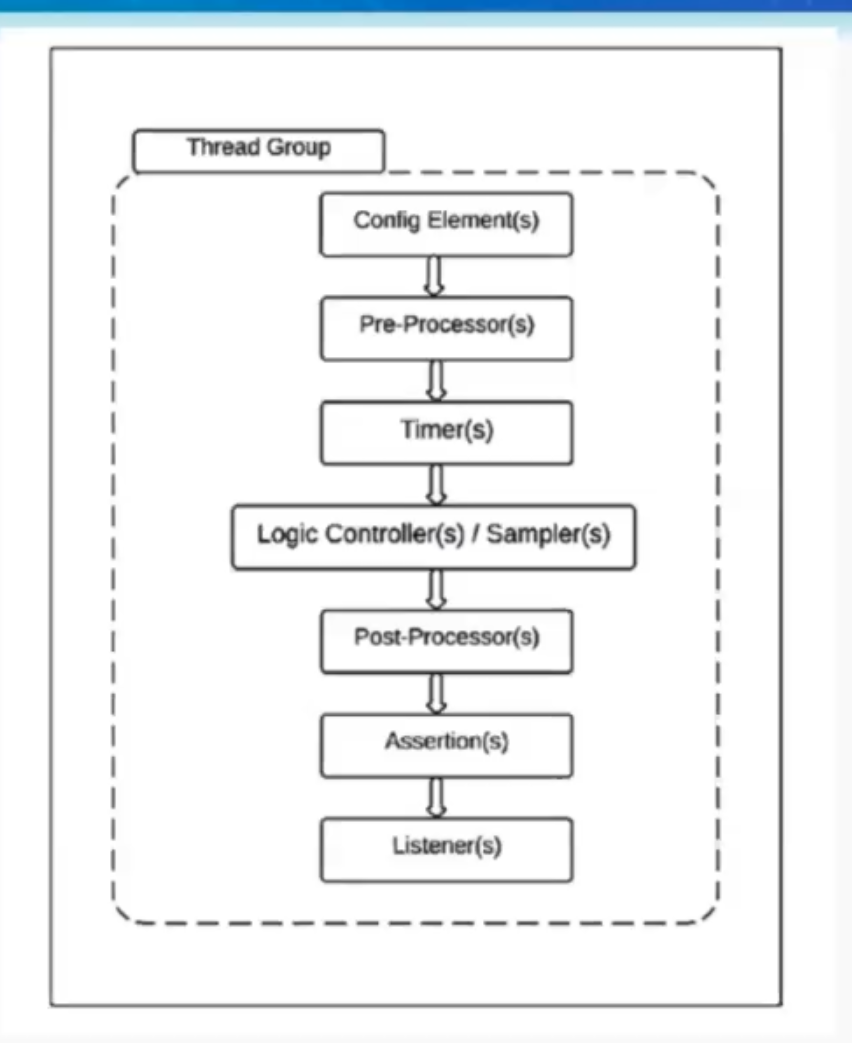 Thread Group
Config Element(s)
Pre-Processor(s)
Timer(s)
Logic Controller(s) / Sampler(s)
Post-Processor(s)
Assertion(s)
Listener(s)